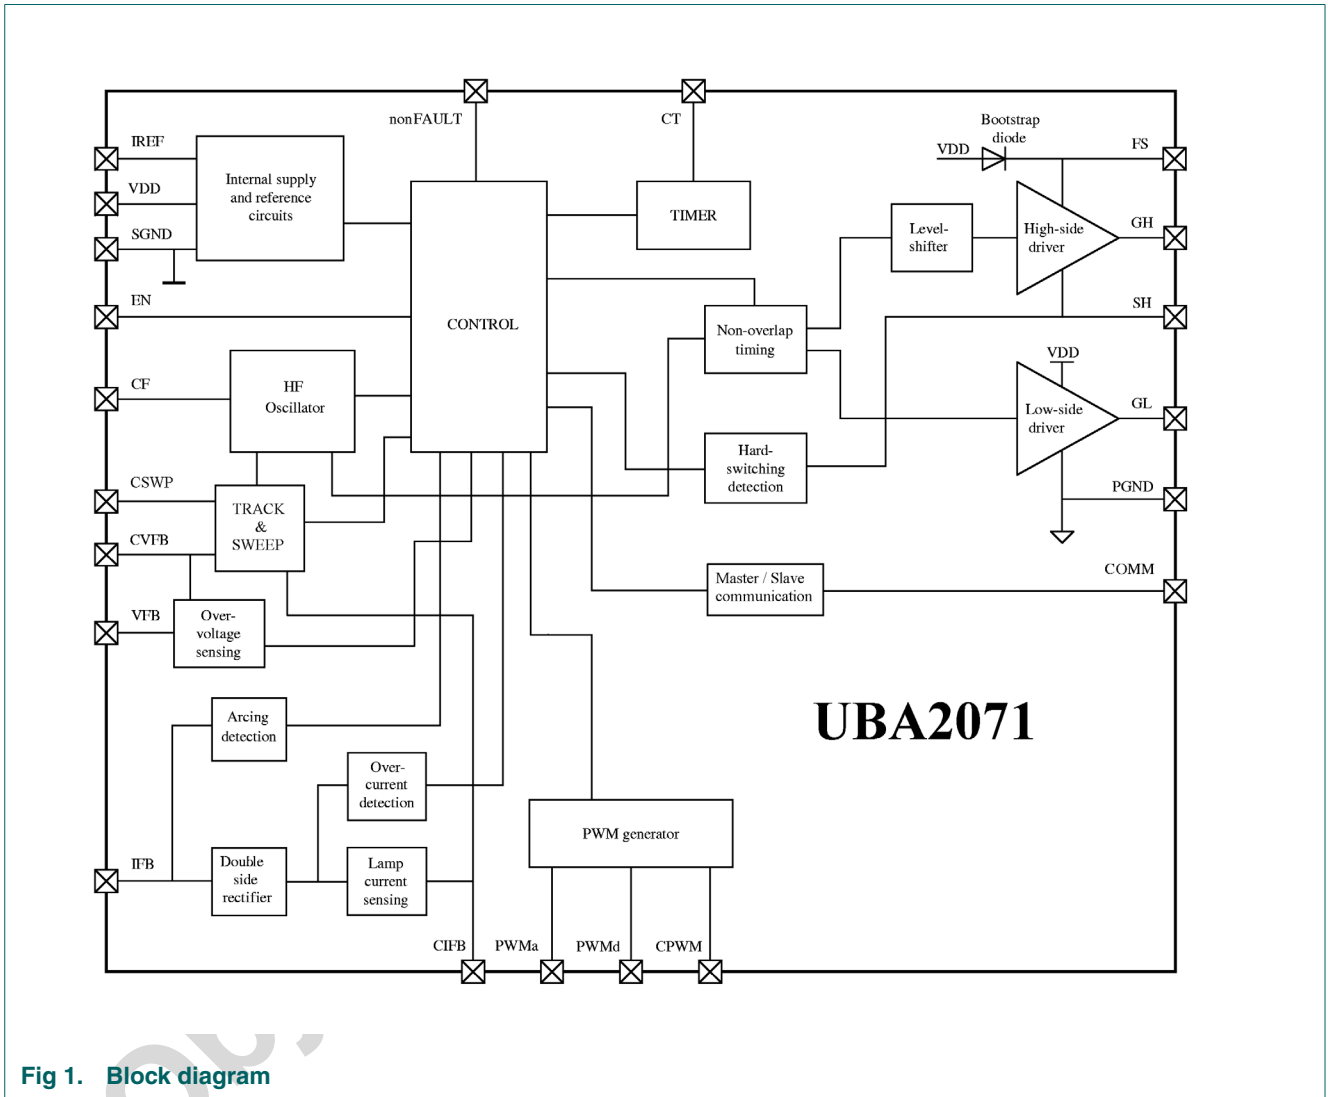 nonFAULT
CT
Bootstrap
diode
VDD
FS
IREF
VDD
SGND
Internal supply
and reference
circuits
TIMER
Level-
shifter
High-side
driver
GH
EN
CONTROL
SH
Non-overlap
timing
VDD
CF
HF
Oscillator
Low-side
driver
GL
CSWP
TRACK
&
SWEEP
Hard-
switching
detection
PGND
CVFB
COMM
Master / Slave
communication
VFB
Over-
voltage
sensing
Arcing
detection
UBA2071
Over-
current
detection
PWM generator
IFB
Double
side
rectifier
Lamp
current
sensing
CIFB
PWMa
PWMd
CPWM
Fig 1. Block diagram